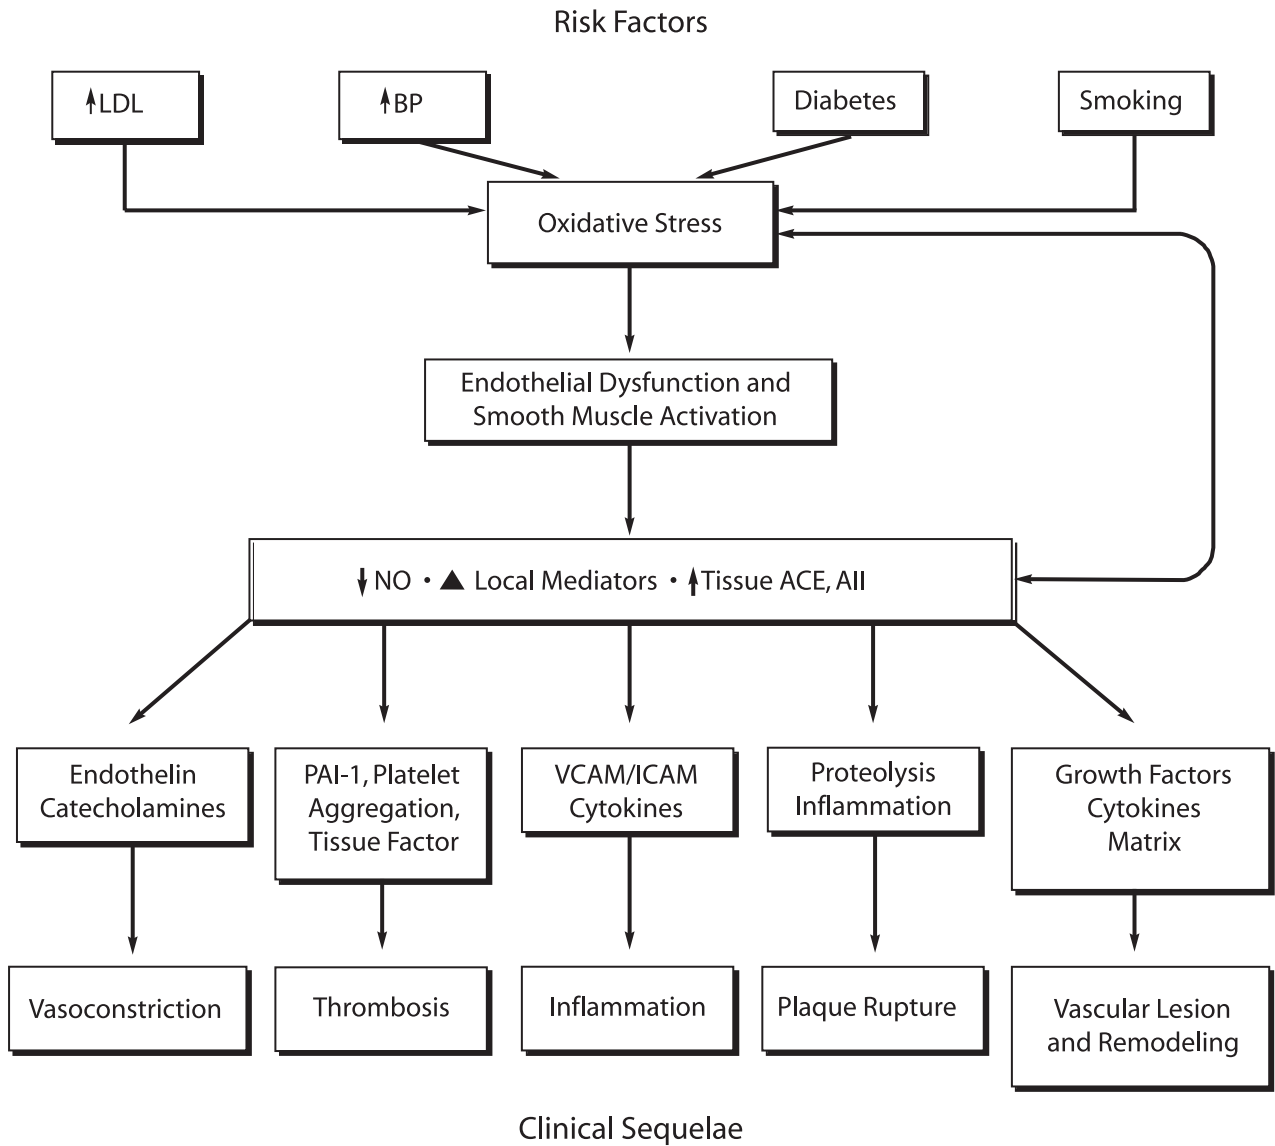 Risk Factors
↑LDL
↑BP
Diabetes
Smoking
Oxidative Stress
Endothelial Dysfunction and
Smooth Muscle Activation
↓ NO • ▲ Local Mediators • ↑Tissue ACE, AII
Endothelin
Catecholamines
PAI-1, Platelet
Aggregation,
Tissue Factor
VCAM/ICAM
Cytokines
Proteolysis
Inflammation
Growth Factors
Cytokines
Matrix
Vasoconstriction
Thrombosis
Inflammation
Plaque Rupture
Vascular Lesion
and Remodeling
Clinical Sequelae